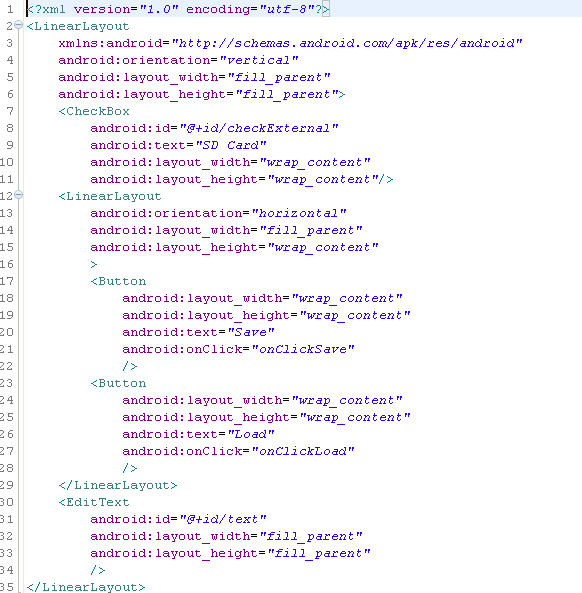 1 <?xml version="1.0" encoding="utf-8"?>
2 <LinearLayout
3     xmlns:android="http://schemas.android.com/apk/res/android"
4     android:orientation="vertical"
5     android:layout_width="fill_parent"
6     android:layout_height="fill_parent">
7     <CheckBox
8         android:id="@+id/checkExternal"
9         android:text="SD Card"
10         android:layout_width="wrap_content"
11         android:layout_height="wrap_content"/>
12     <LinearLayout
13         android:orientation="horizontal"
14         android:layout_width="fill_parent"
15         android:layout_height="wrap_content"
16         >
17         <Button
18             android:layout_width="wrap_content"
19             android:layout_height="wrap_content"
20             android:text="Save"
21             android:onClick="onClickSave"
22             />
23         <Button
24             android:layout_width="wrap_content"
25             android:layout_height="wrap_content"
26             android:text="Load"
27             android:onClick="onClickLoad"
28             />
29     </LinearLayout>
30     <EditText
31         android:id="@+id/text"
32         android:layout_width="fill_parent"
33         android:layout_height="fill_parent"
34         />
35 </LinearLayout>